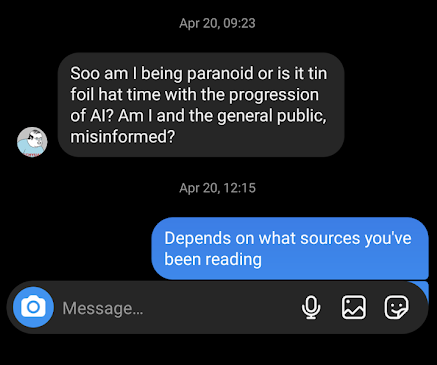 Apr 20, 09:23
Soo am I being paranoid or is it tin
foil hat time with the progression
of AI? Am I and the general public,
misinformed?
Apr 20, 12:15
Depends on what sources you've
been reading
Message...